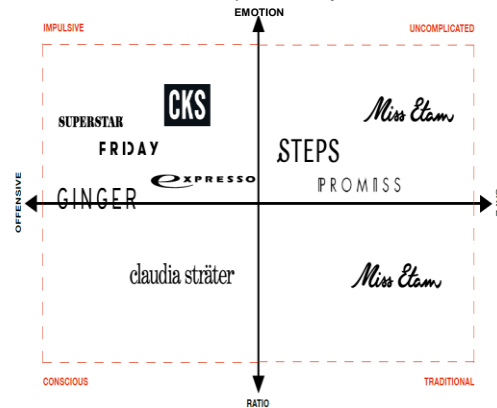 EMOTION
IMPULSIVE
UNCOMPLICATED
CKS
Miss Etam
SUPERSTAR
FRIDAY
STEPS
EXPRESSO
PROMISS
GINGER
OFFENSIVE
claudia sträter
Miss Etam
CONSCIOUS
TRADITIONAL
RATIO